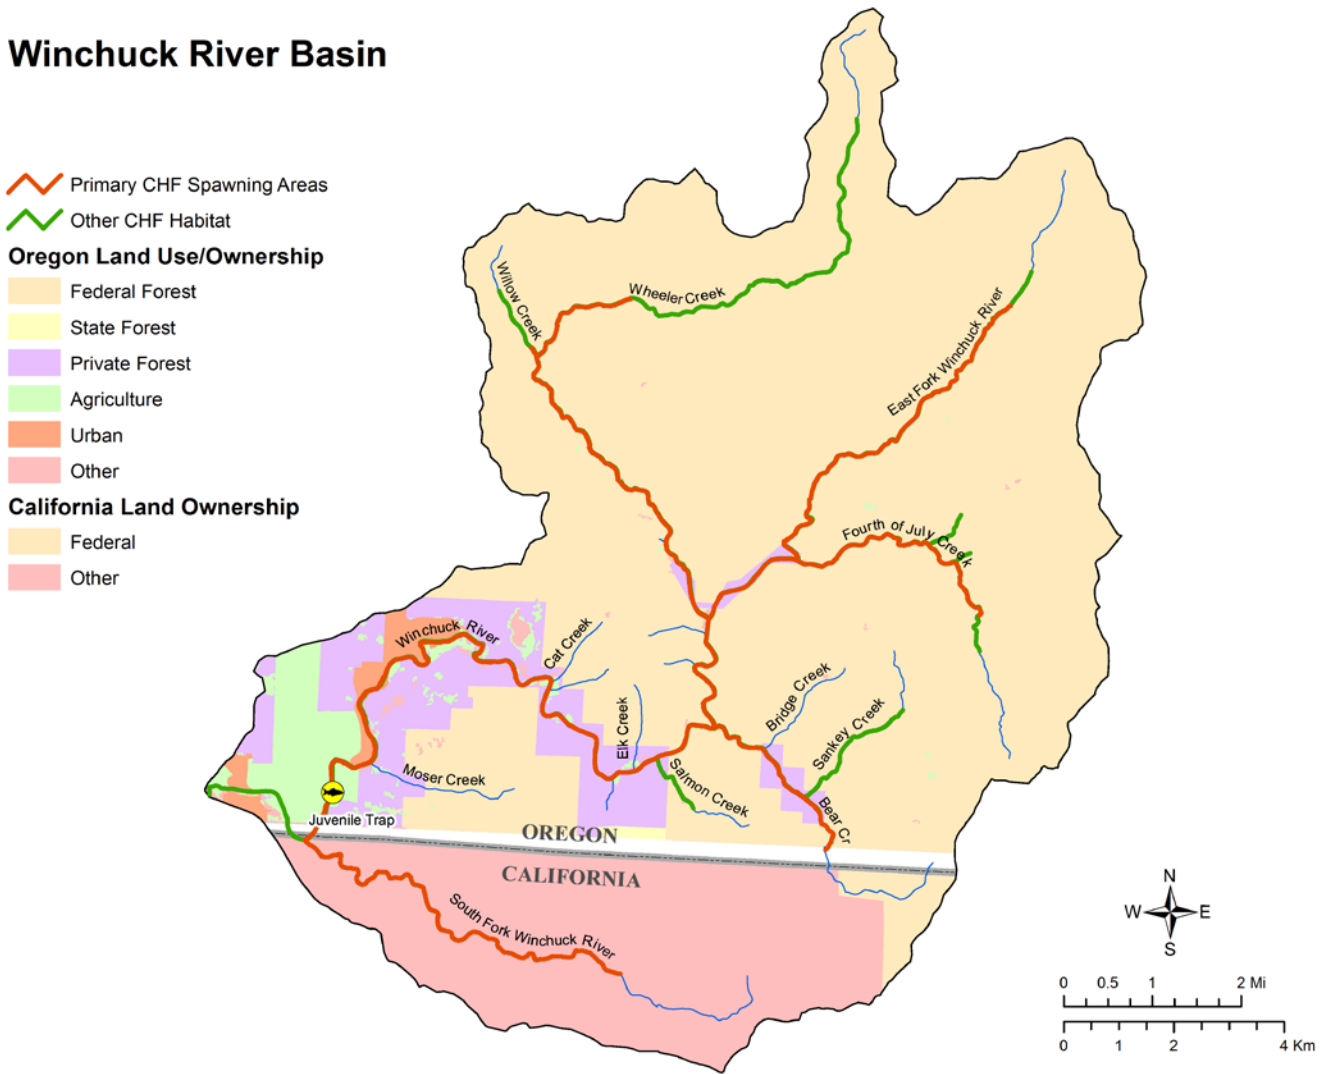 Winchuck River Basin
Primary CHF Spawning Areas
Other CHF Habitat
Oregon Land Use/Ownership
Federal Forest
State Forest
Private Forest
Agriculture
Urban
Other
California Land Ownership
Federal
Other
Willow Creek
Wheeler Creek
East Fork Winchuck River
Fourth of July Creek
Winchuck River
Cat Creek
Elk Creek
Bridge Creek
Sankey Creek
Moser Creek
Salmon Creek
Bear Cr
Juvenile Trap
OREGON
CALIFORNIA
South Fork Winchuck River
N
W E
S
0 0.5 1 2 Mi
0 1 2 4 Km